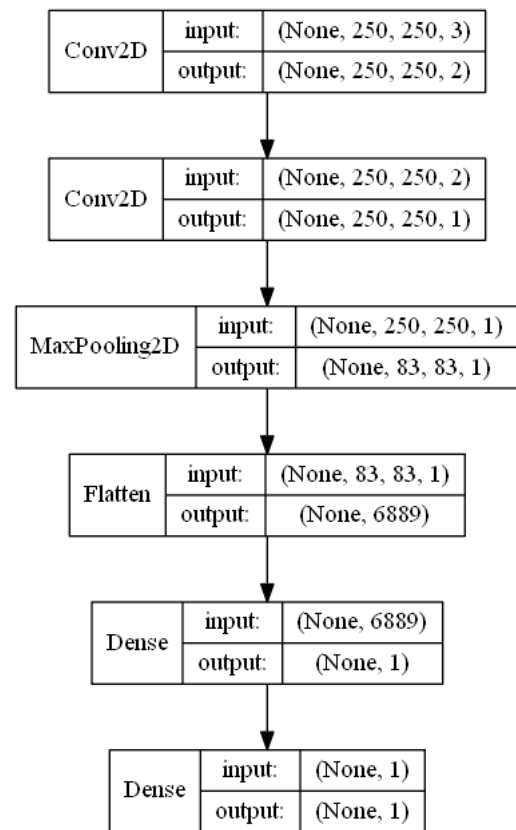 Conv2D
input: (None, 250, 250, 3)
output: (None, 250, 250, 2)
Conv2D
input: (None, 250, 250, 2)
output: (None, 250, 250, 1)
MaxPooling2D
input: (None, 250, 250, 1)
output: (None, 83, 83, 1)
Flatten
input: (None, 83, 83, 1)
output: (None, 6889)
Dense
input: (None, 6889)
output: (None, 1)
Dense
input: (None, 1)
output: (None, 1)